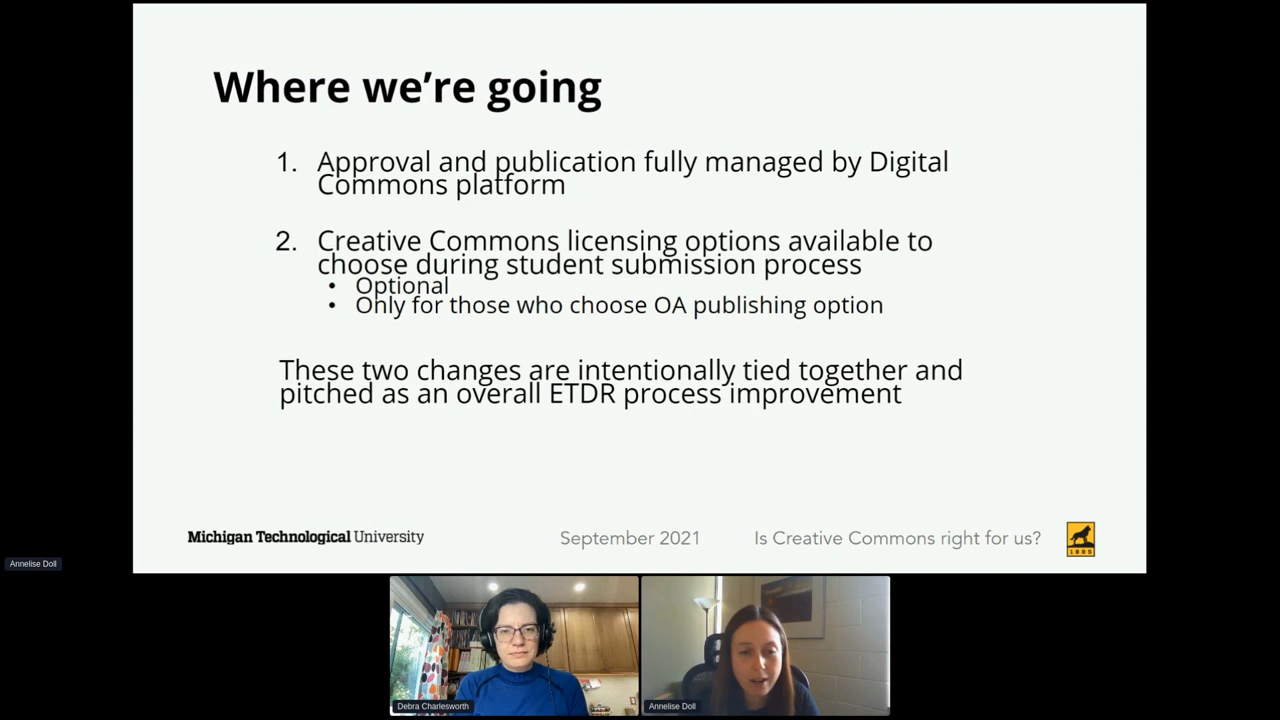 Where we're going
1. Approval and publication fully managed by Digital
Commons platform
2. Creative Commons licensing options available to
choose during student submission process
• Optional
• Only for those who choose OA publishing option
These two changes are intentionally tied together and
pitched as an overall ETDR process improvement
Michigan Technological University
September 2021
Is Creative Commons right for us?
1885
Annelise Doll
Debra Charlesworth
Annelise Doll